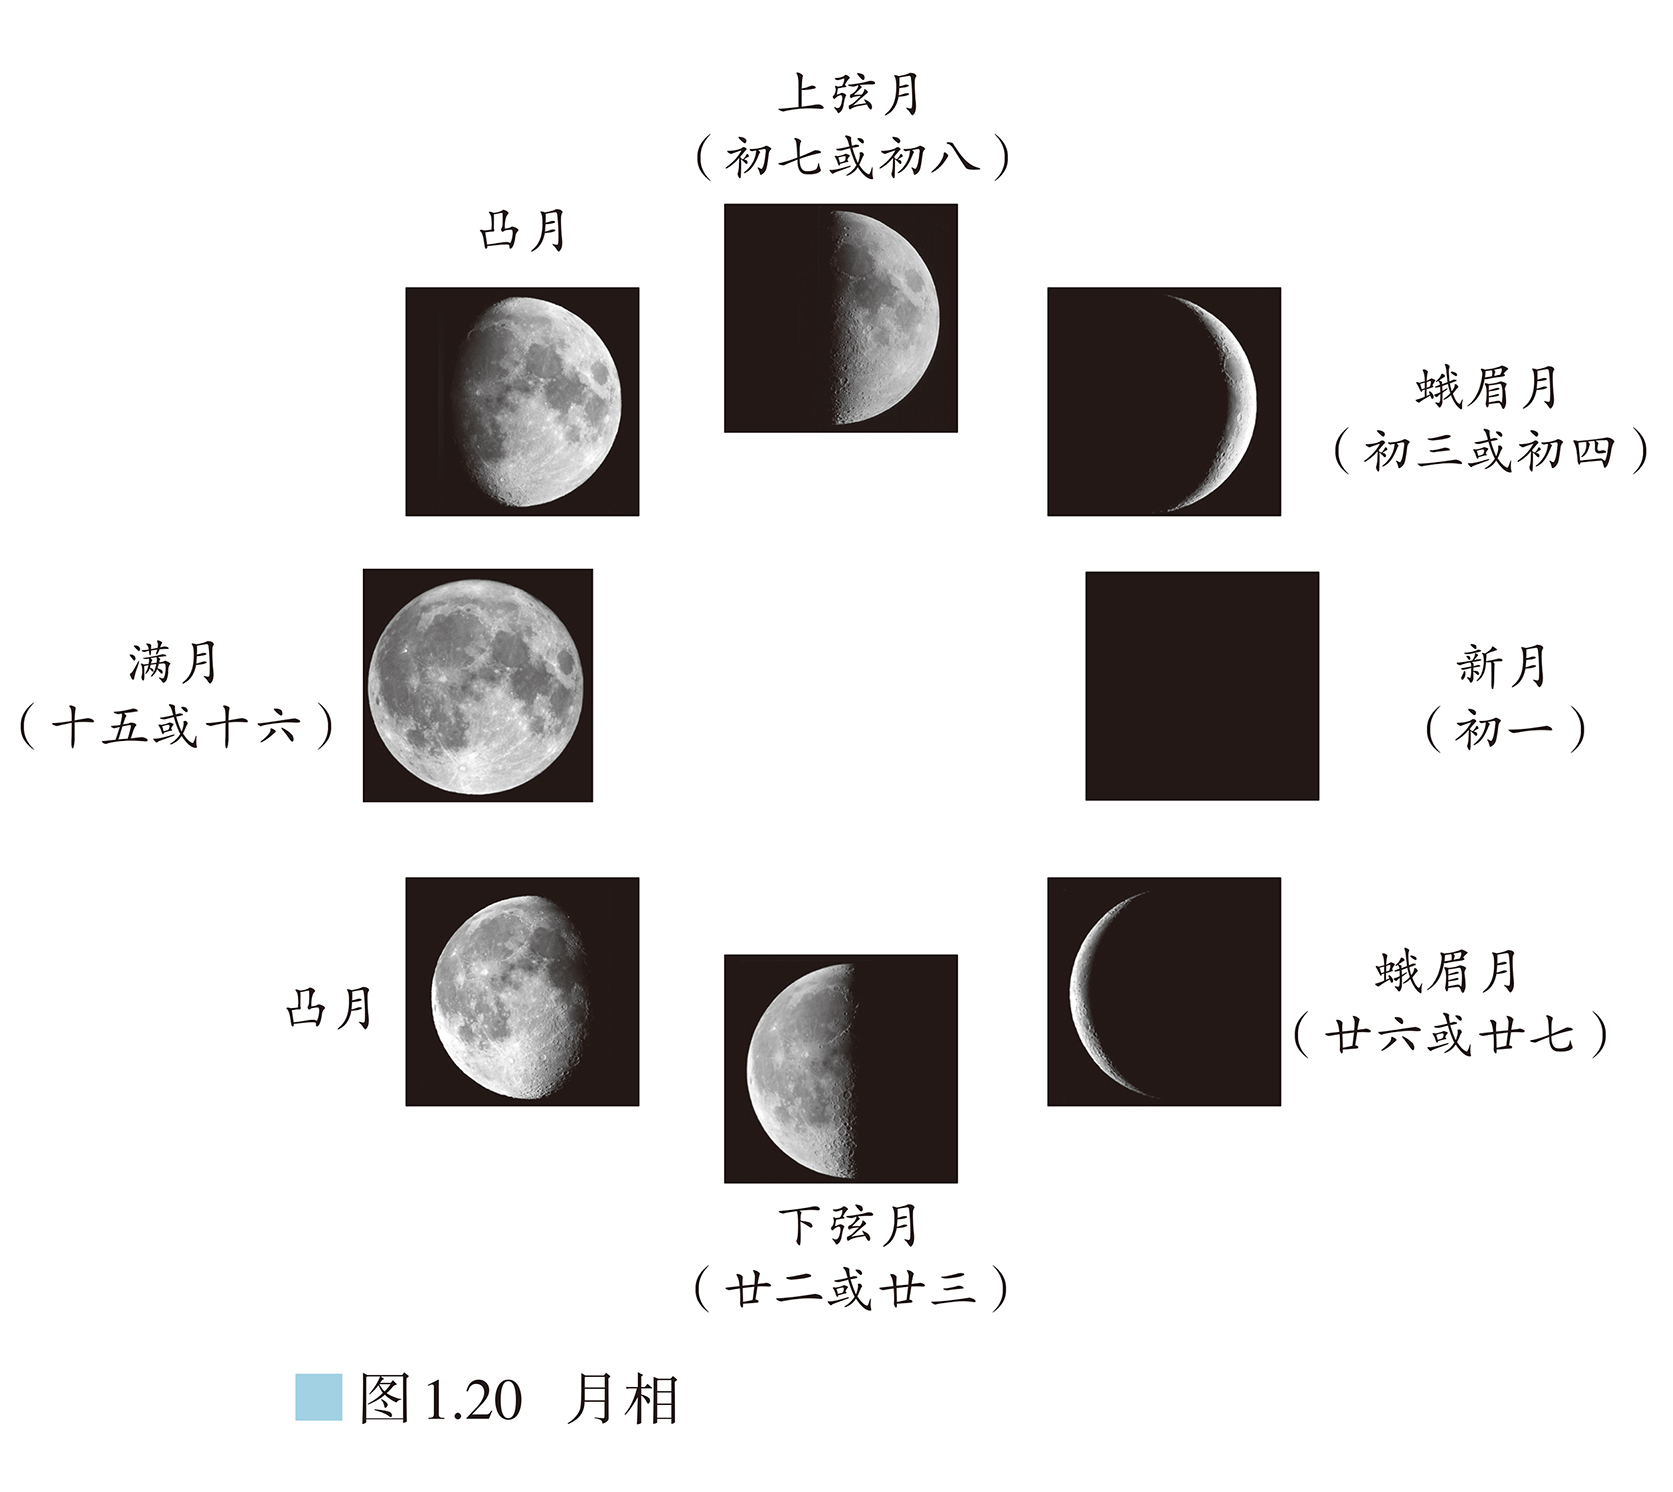 上弦月
（初七或初八）
凸月
蛾眉月
（初三或初四）
满月
（十五或十六）
新月
（初一）
凸月
蛾眉月
（廿六或廿七）
下弦月
（廿二或廿三）
图1.20 月相